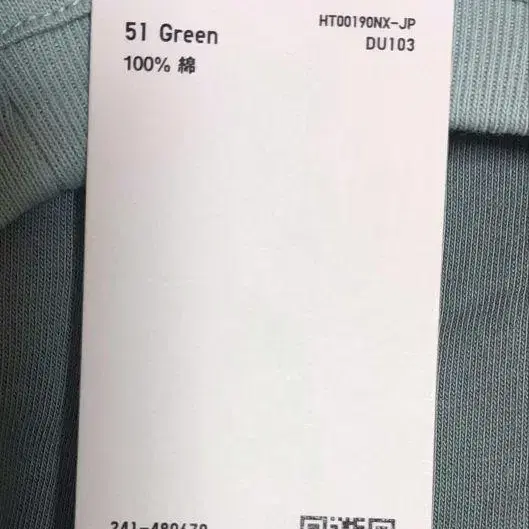 51 Green
HT00190NX-JP
DU103
100% 綿